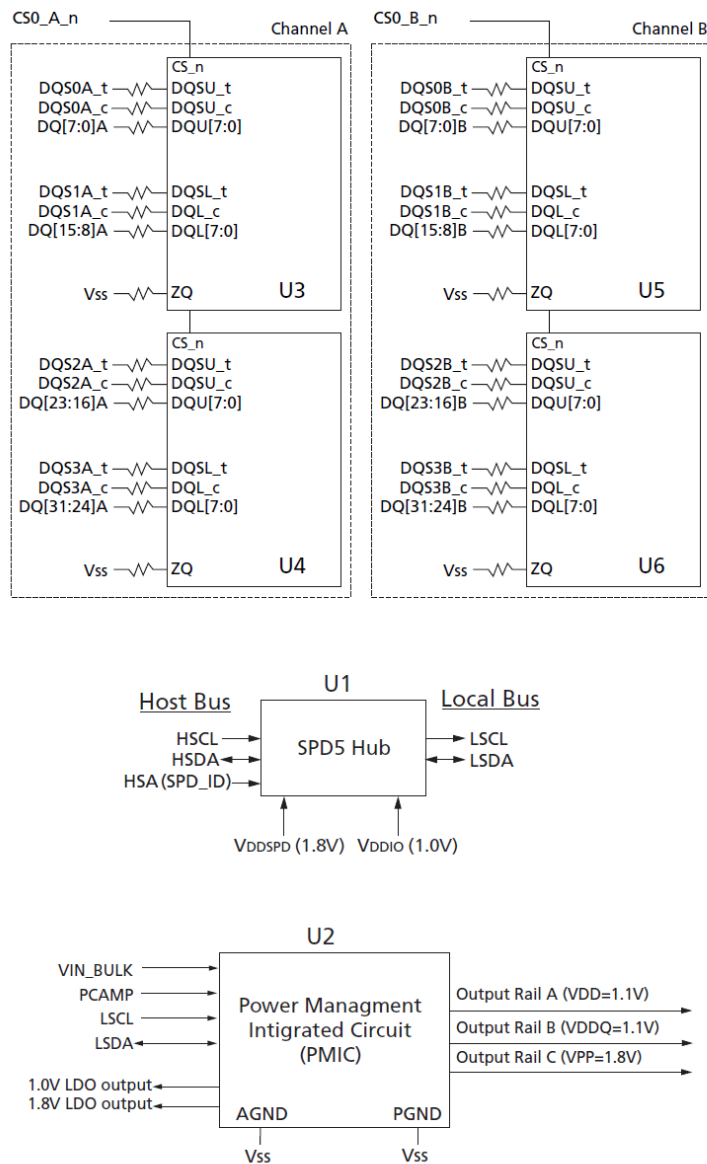 CS0_A_n
Channel A
CS_n
DQS0A_t DQSU_t
DQS0A_c DQSU_c
DQ[7:0]A DQU[7:0]
DQS1A_t DQSL_t
DQS1A_c DQL_c
DQ[15:8]A DQL[7:0]
Vss ZQ U3
CS_n
DQS2A_t DQSU_t
DQS2A_c DQSU_c
DQ[23:16]A DQU[7:0]
DQS3A_t DQSL_t
DQS3A_c DQL_c
DQ[31:24]A DQL[7:0]
Vss ZQ U4
CS0_B_n
Channel B
CS_n
DQS0B_t DQSU_t
DQS0B_c DQSU_c
DQ[7:0]B DQU[7:0]
DQS1B_t DQSL_t
DQS1B_c DQL_c
DQ[15:8]B DQL[7:0]
Vss ZQ U5
CS_n
DQS2B_t DQSU_t
DQS2B_c DQSU_c
DQ[23:16]B DQU[7:0]
DQS3B_t DQSL_t
DQS3B_c DQL_c
DQ[31:24]B DQL[7:0]
Vss ZQ U6
U1
Host Bus
Local Bus
HSCL
HSDA
HSA (SPD_ID)
SPD5 Hub
LSCL
LSDA
VDDSPD (1.8V) VDDIO (1.0V)
U2
VIN_BULK
PCAMP
LSCL
LSDA
1.0V LDO output
1.8V LDO output
Power Managment
Intigrated Circuit
(PMIC)
AGND PGND
Vss Vss
Output Rail A (VDD=1.1V)
Output Rail B (VDDQ=1.1V)
Output Rail C (VPP=1.8V)